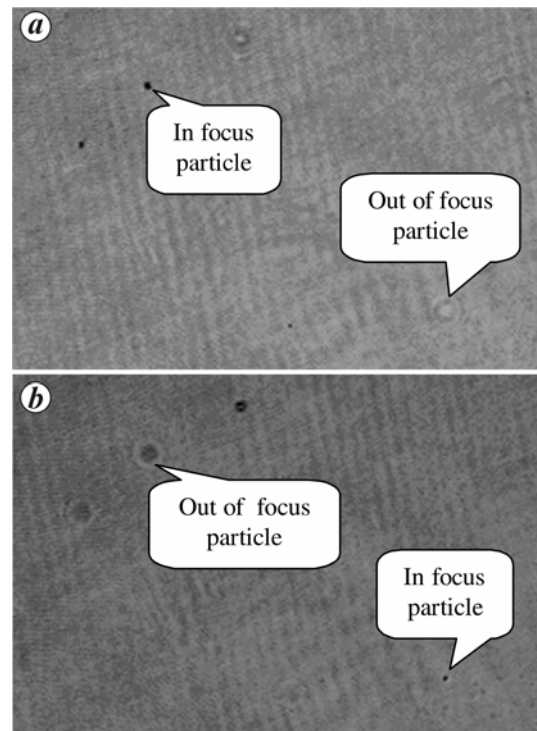 a
In focus
particle
Out of focus
particle
b
Out of focus
particle
In focus
particle